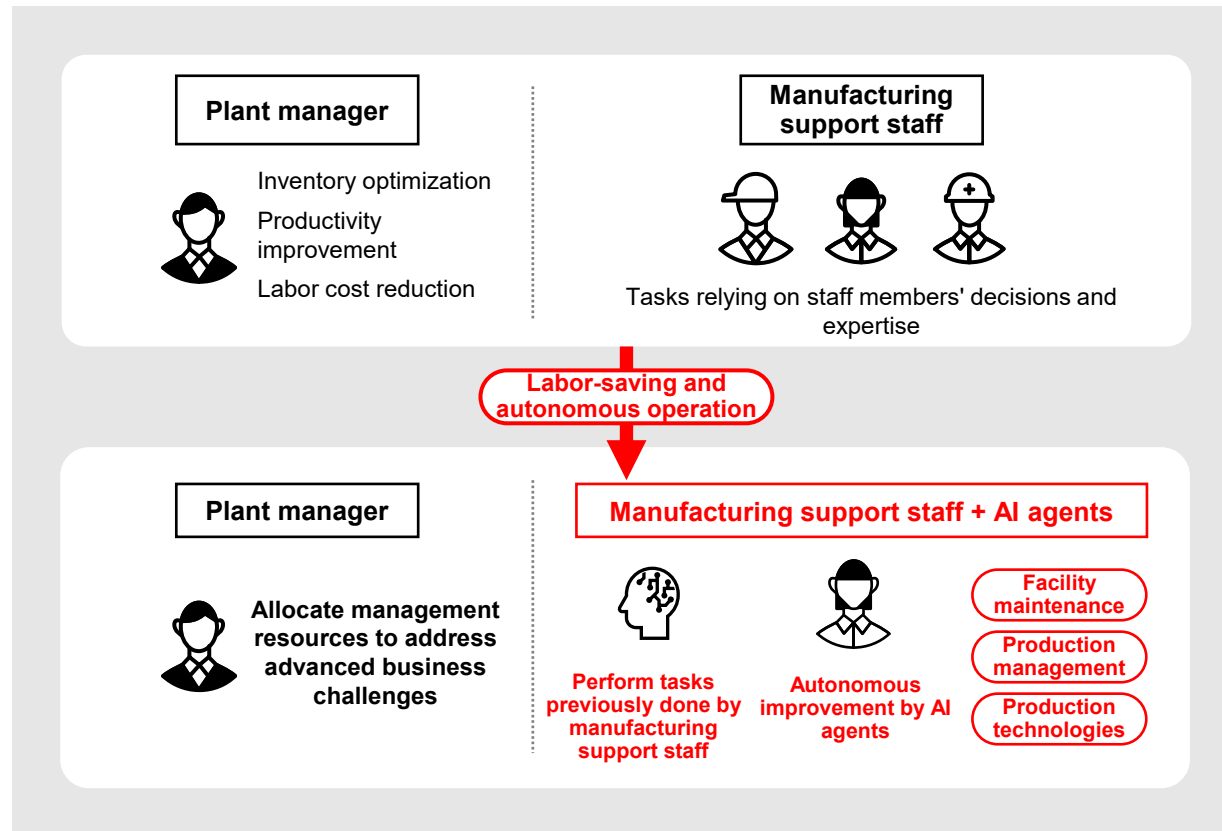 Plant manager
Inventory optimization
Productivity
improvement
Labor cost reduction
Manufacturing
support staff
Tasks relying on staff members' decisions and
expertise
Labor-saving and
autonomous operation
Plant manager
Allocate management
resources to address
advanced business
challenges
Manufacturing support staff + AI agents
Perform tasks
previously done by
manufacturing
support staff
Autonomous
improvement by AI
agents
Facility
maintenance
Production
management
Production
technologies